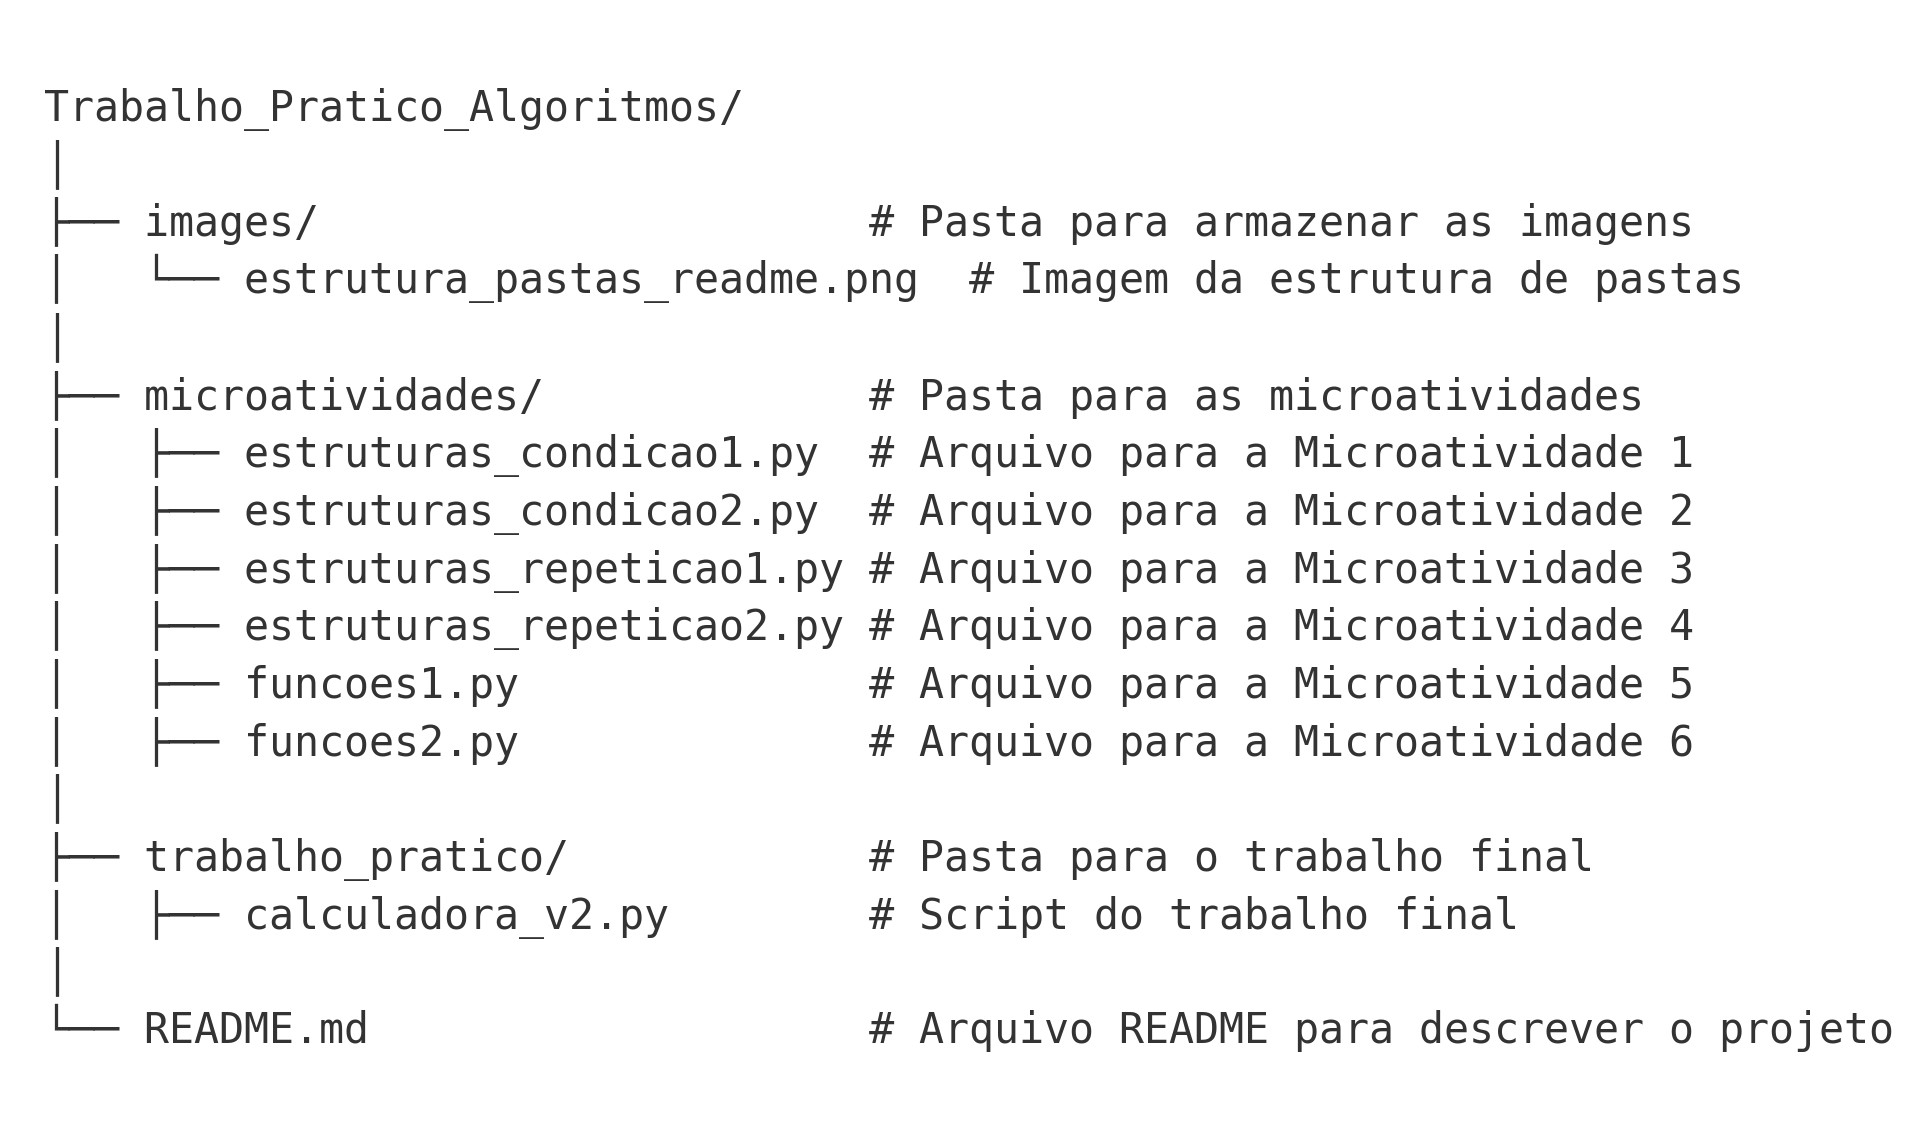 Trabalho_Pratico_Algoritmos/
│
├── images/                      # Pasta para armazenar as imagens
│   └── estrutura_pastas_readme.png  # Imagem da estrutura de pastas
│
├── microatividades/             # Pasta para as microatividades
│   ├── estruturas_condicao1.py  # Arquivo para a Microatividade 1
│   ├── estruturas_condicao2.py  # Arquivo para a Microatividade 2
│   ├── estruturas_repeticao1.py # Arquivo para a Microatividade 3
│   ├── estruturas_repeticao2.py # Arquivo para a Microatividade 4
│   ├── funcoes1.py              # Arquivo para a Microatividade 5
│   ├── funcoes2.py              # Arquivo para a Microatividade 6
│
├── trabalho_pratico/            # Pasta para o trabalho final
│   ├── calculadora_v2.py        # Script do trabalho final
│
└── README.md                    # Arquivo README para descrever o projeto